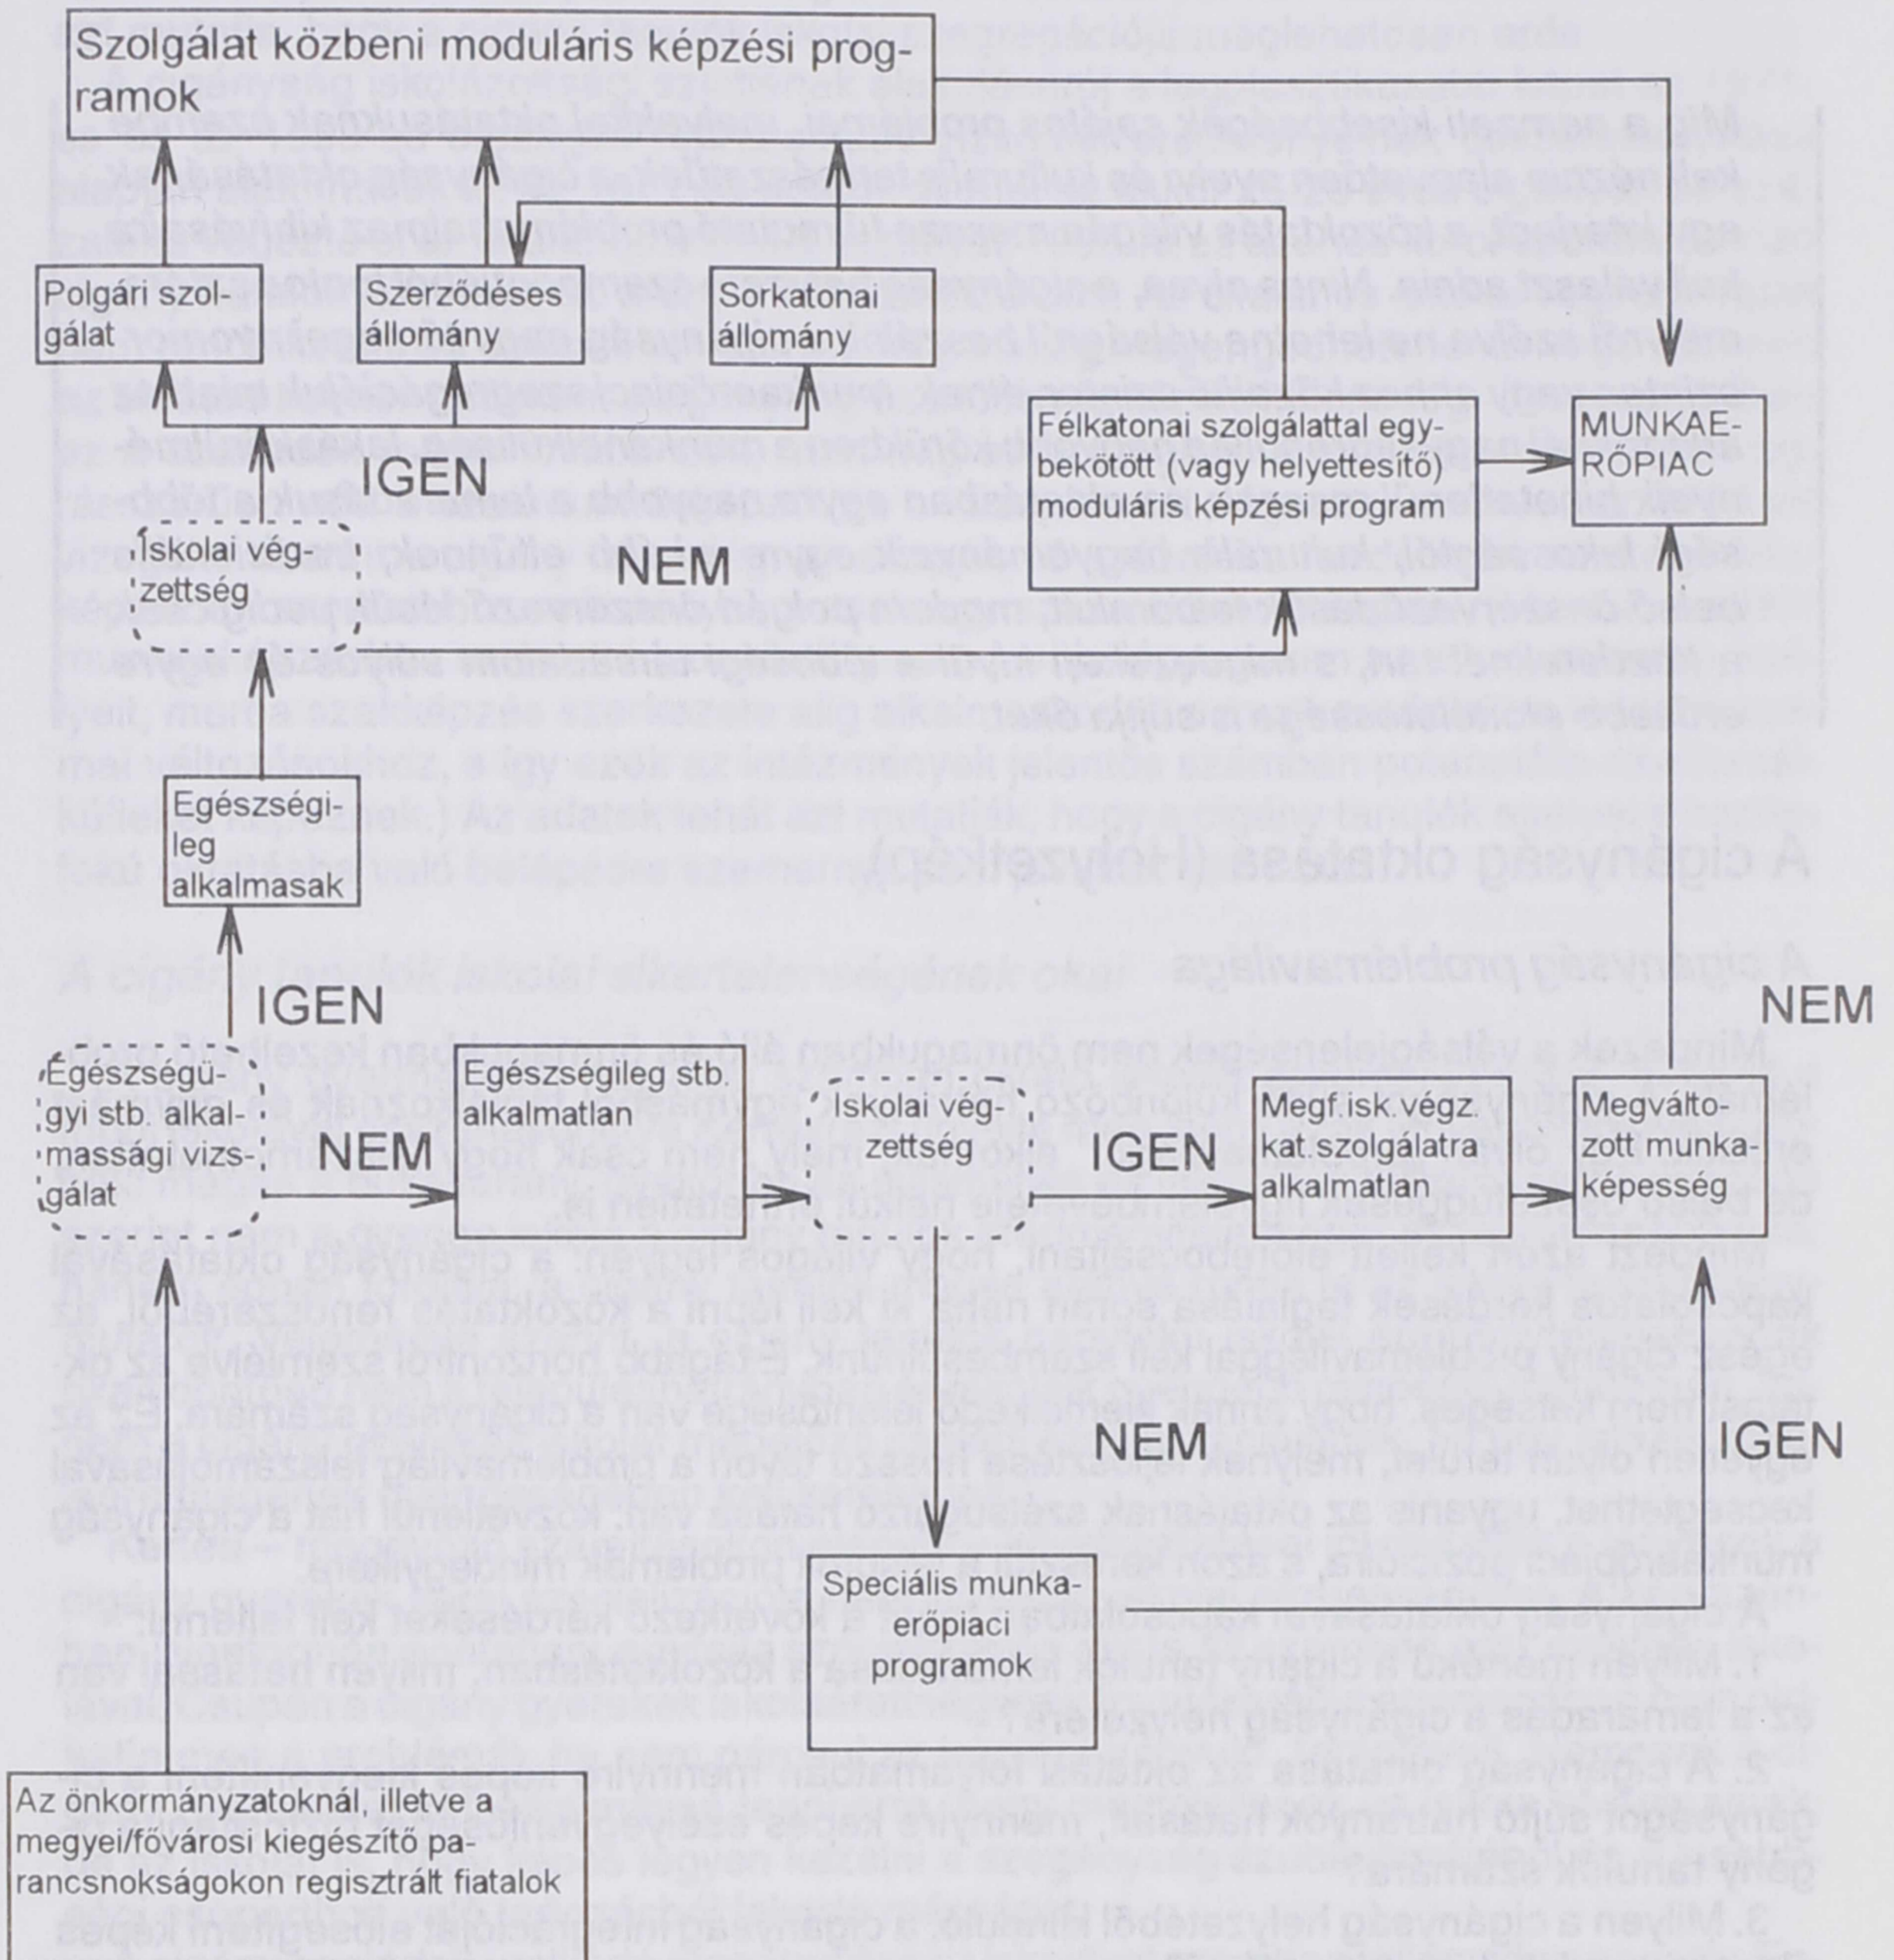 Szolgálat közbeni moduláris képzési prog-
ramok
Polgári szol-
gálat
Szerződéses
állomány
Sorkatonai
állomány
Félkatonai szolgálattal egy-
bekötött (vagy helyettesítő)
moduláris képzési program
MUNKAE-
RŐPIAC
IGEN
Iskolai vég-
zettség
NEM
Egészségi-
leg
alkalmasak
IGEN
NEM
Egészségü-
gyi stb. alkal-
massági vizs-
gálat
NEM
Egészségileg stb.
alkalmatlan
Iskolai vég-
zettség
IGEN
Megf.isk.végz.
kat.szolgálatra
alkalmatlan
Megválto-
zott munka-
képesség
NEM
IGEN
Speciális munka-
erőpiaci
programok
Az önkormányzatoknál, illetve a
megyei/fővárosi kiegészítő pa-
rancsnokságokon regisztrált fiatalok